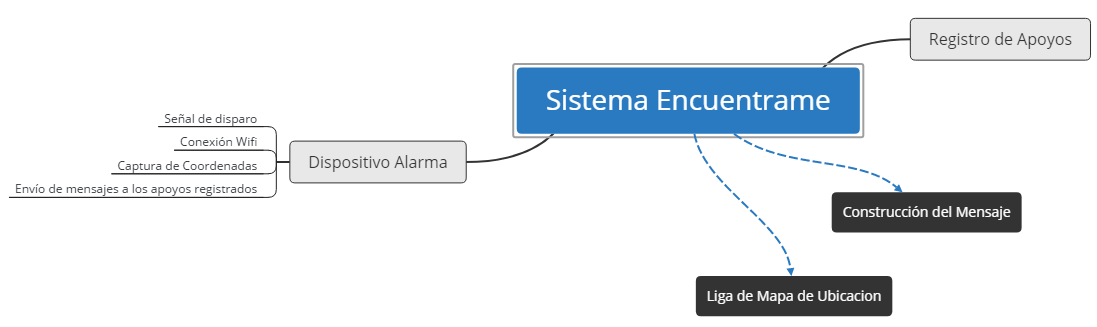 Registro de Apoyos
Sistema Encuentrame
Señal de disparo
Conexión Wifi
Captura de Coordenadas
Envío de mensajes a los apoyos registrados
Dispositivo Alarma
Construcción del Mensaje
Liga de Mapa de Ubicacion